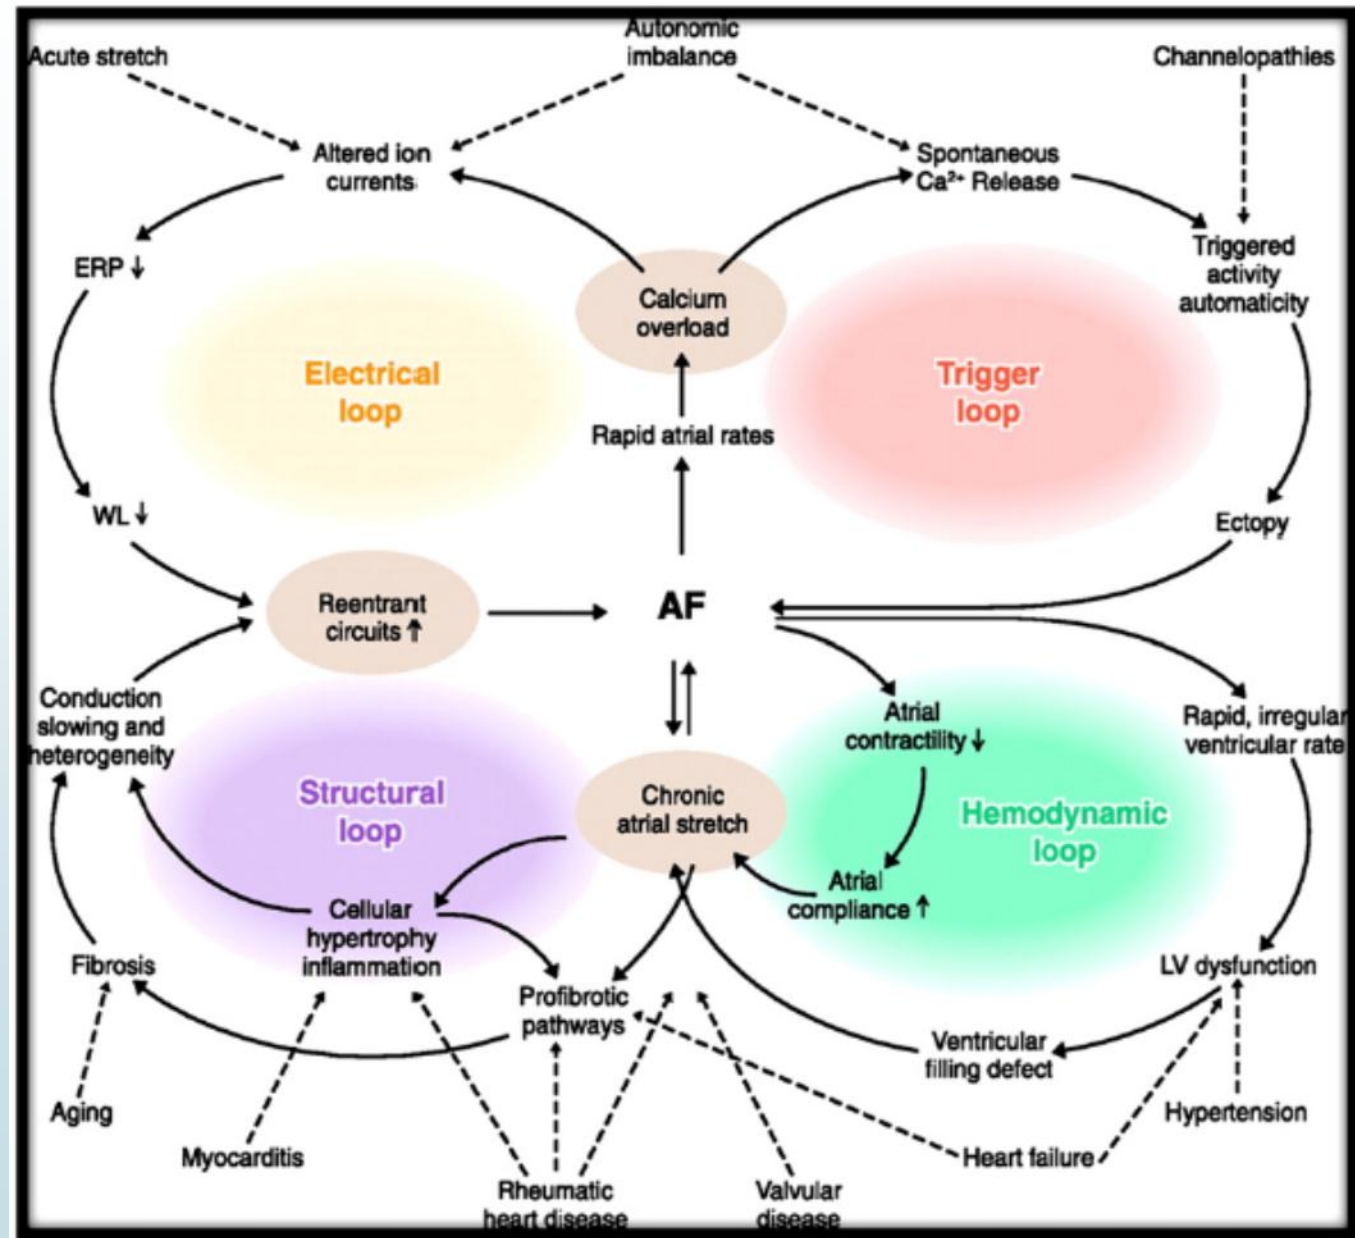 Acute stretch
Autonomic
imbalance
Channelopathies
Altered ion
currents
Spontaneous
Ca²⁺ Release
ERP ↓
Triggered
activity
automaticity
Calcium
overload
Electrical
loop
Trigger
loop
Rapid atrial rates
WL ↓
Ectopy
Reentrant
circuits ↑
AF
Conduction
slowing and
heterogeneity
Atrial
contractility ↓
Rapid, irregular
ventricular rate
Structural
loop
Chronic
atrial stretch
Hemodynamic
loop
Atrial
compliance ↑
Cellular
hypertrophy
inflammation
Fibrosis
LV dysfunction
Profibrotic
pathways
Ventricular
filling defect
Aging
Hypertension
Myocarditis
Heart failure
Rheumatic
heart disease
Valvular
disease